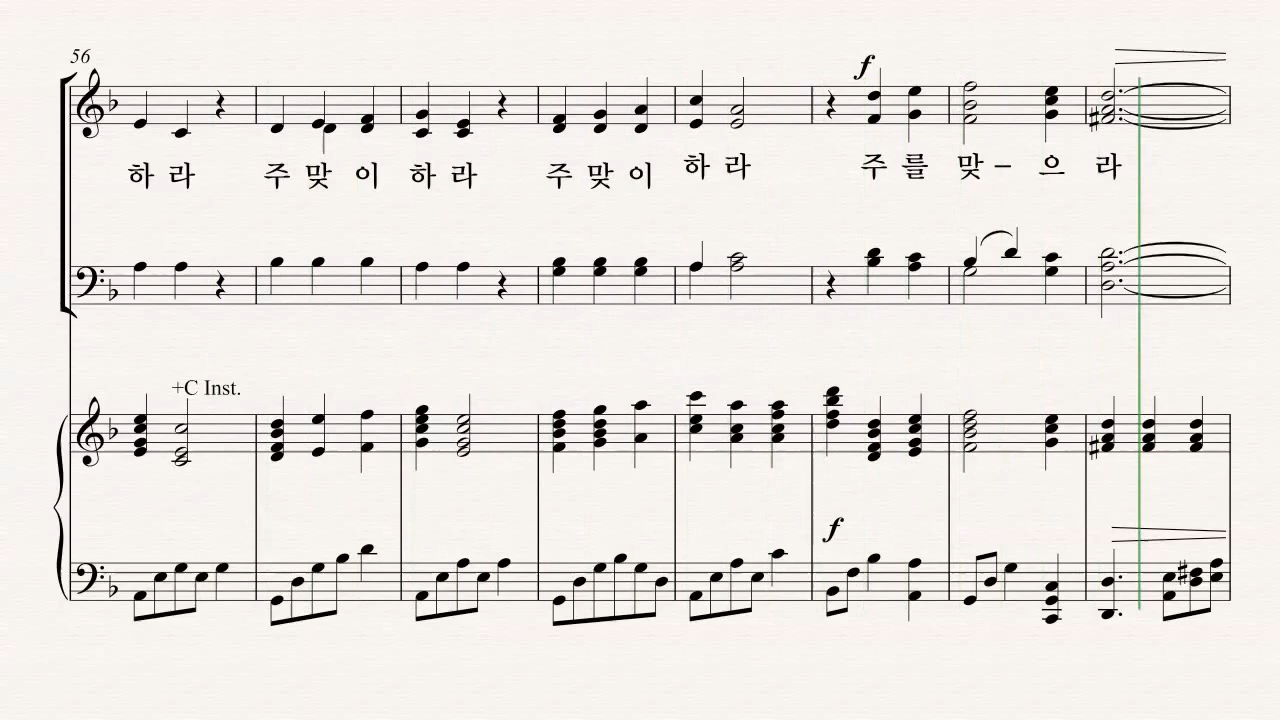 56
f
하 라 주 맞 이 하 라 주 맞 이 하 라 주 를 맞 – 으 라
+C Inst.
f